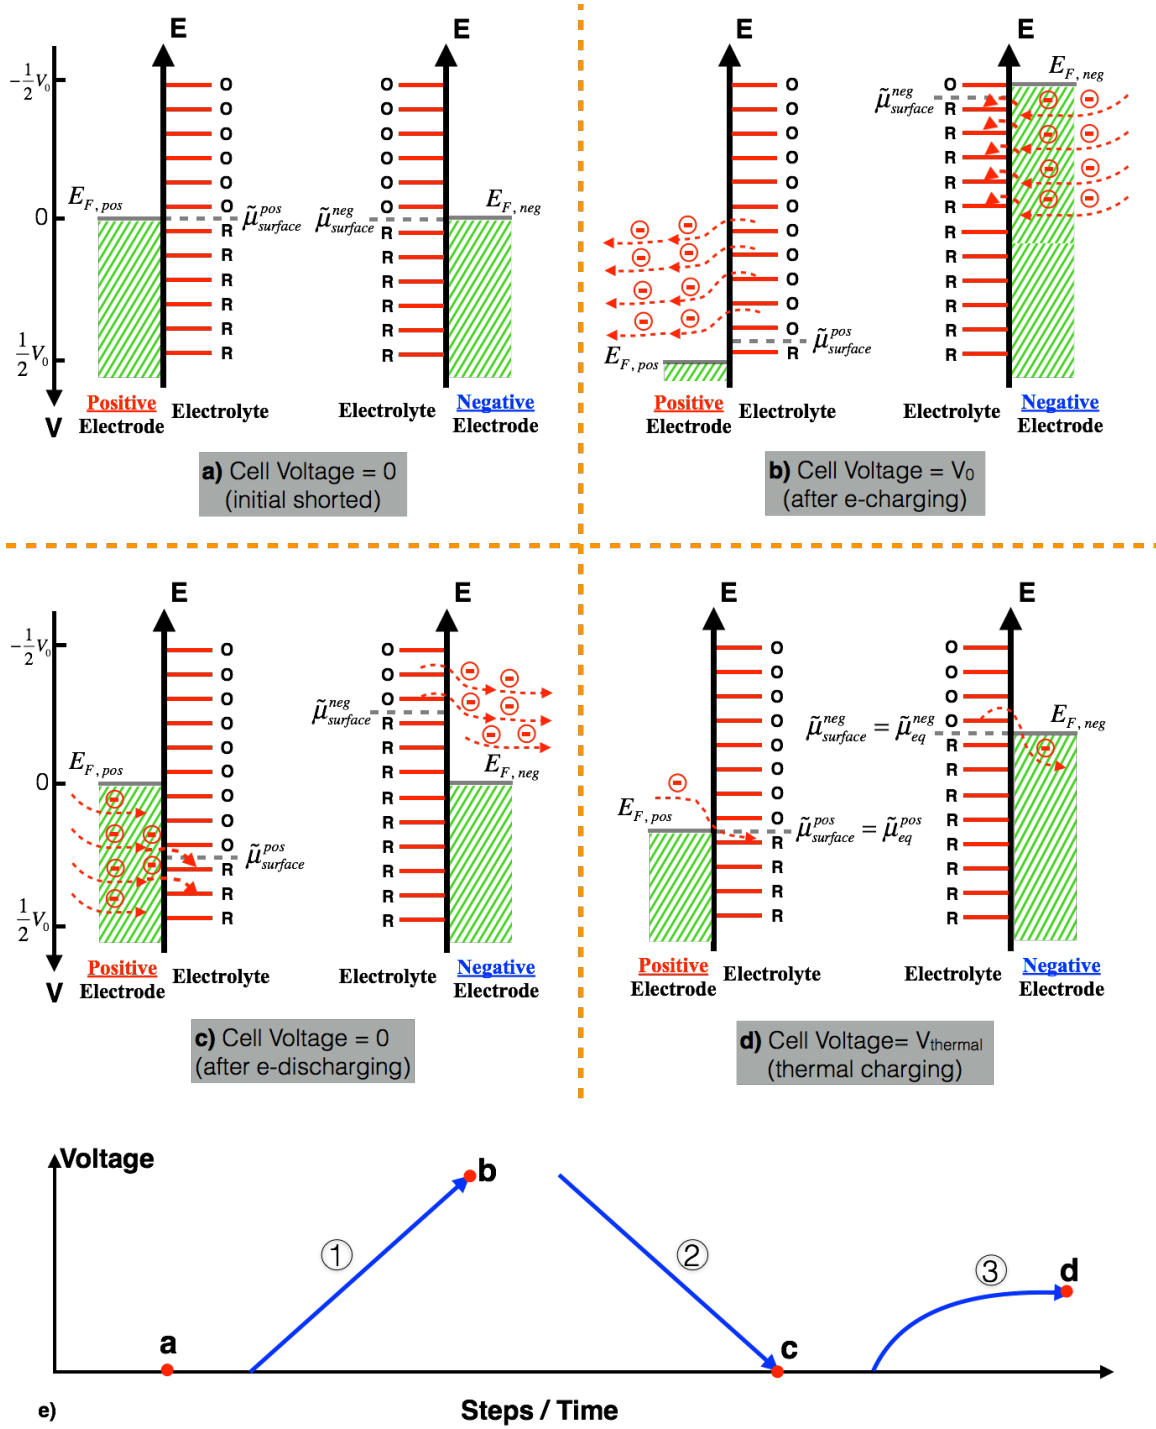 E
E
-1/2 V₀
O
O
O
O
O
O
O
O
O
O
O
O
E_F, pos
0
μ̃^pos_surface
μ̃^neg_surface
E_F, neg
R
R
R
R
R
R
R
R
R
R
R
R
1/2 V₀
V
Positive
Electrode
Electrolyte
Electrolyte
Negative
Electrode
a) Cell Voltage = 0
(initial shorted)
E
E
O
O
O
O
O
O
O
O
O
O
O
R
μ̃^pos_surface
E_F, pos
O
μ̃^neg_surface
E_F, neg
R
R
R
R
R
R
R
R
R
R
R
Positive
Electrode
Electrolyte
Electrolyte
Negative
Electrode
b) Cell Voltage = V₀
(after e-charging)
E
E
-1/2 V₀
O
O
O
O
O
O
O
O
O
R
R
R
E_F, pos
0
μ̃^pos_surface
O
O
O
μ̃^neg_surface
E_F, neg
R
R
R
R
R
R
R
R
R
1/2 V₀
V
Positive
Electrode
Electrolyte
Electrolyte
Negative
Electrode
c) Cell Voltage = 0
(after e-discharging)
E
E
O
O
O
O
O
O
O
O
R
R
R
R
E_F, pos
μ̃^pos_surface = μ̃^pos_eq
O
O
O
O
μ̃^neg_surface = μ̃^neg_eq
E_F, neg
R
R
R
R
R
R
R
R
Positive
Electrode
Electrolyte
Electrolyte
Negative
Electrode
d) Cell Voltage= V_thermal
(thermal charging)
Voltage
b
①
②
③
d
a
c
e)
Steps / Time